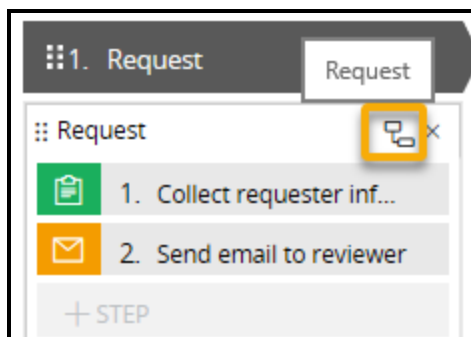 1. Request
Request
Request
1. Collect requester inf...
2. Send email to reviewer
+ STEP